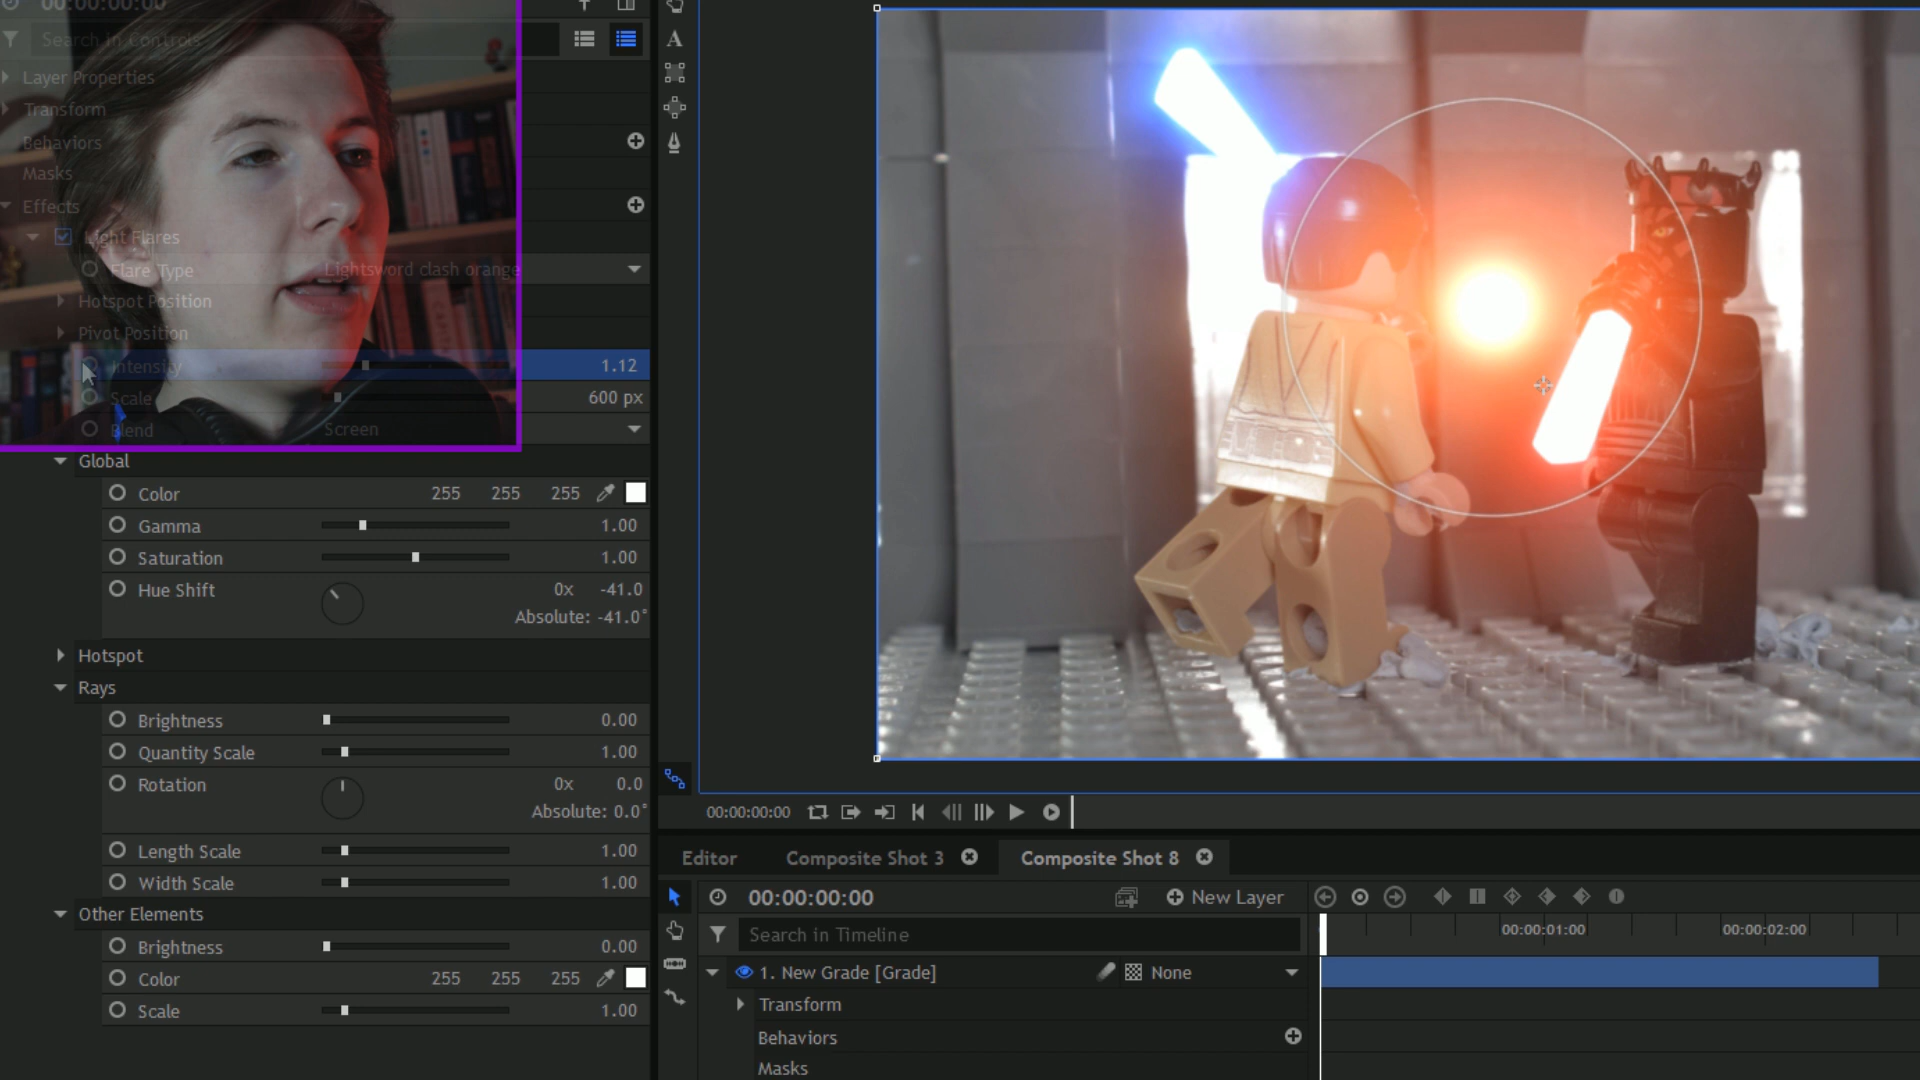 00:00:00:00
Search in Controls
Layer Properties
Transform
Behaviors
Masks
Effects
Light Flares
Flare Type Lightsword clash orange
Hotspot Position
Pivot Position
Intensity 1.12
Scale 600 px
Blend Screen
Global
Color 255 255 255
Gamma 1.00
Saturation 1.00
Hue Shift 0x -41.0
Absolute: -41.0°
Hotspot
Rays
Brightness 0.00
Quantity Scale 1.00
Rotation 0x 0.0
Absolute: 0.0°
Length Scale 1.00
Width Scale 1.00
Other Elements
Brightness 0.00
Color 255 255 255
Scale 1.00
A
00:00:00:00
Editor Composite Shot 3 Composite Shot 8
00:00:00:00 New Layer
00:00:01:00 00:00:02:00
Search in Timeline
1. New Grade [Grade] None
Transform
Behaviors
Masks